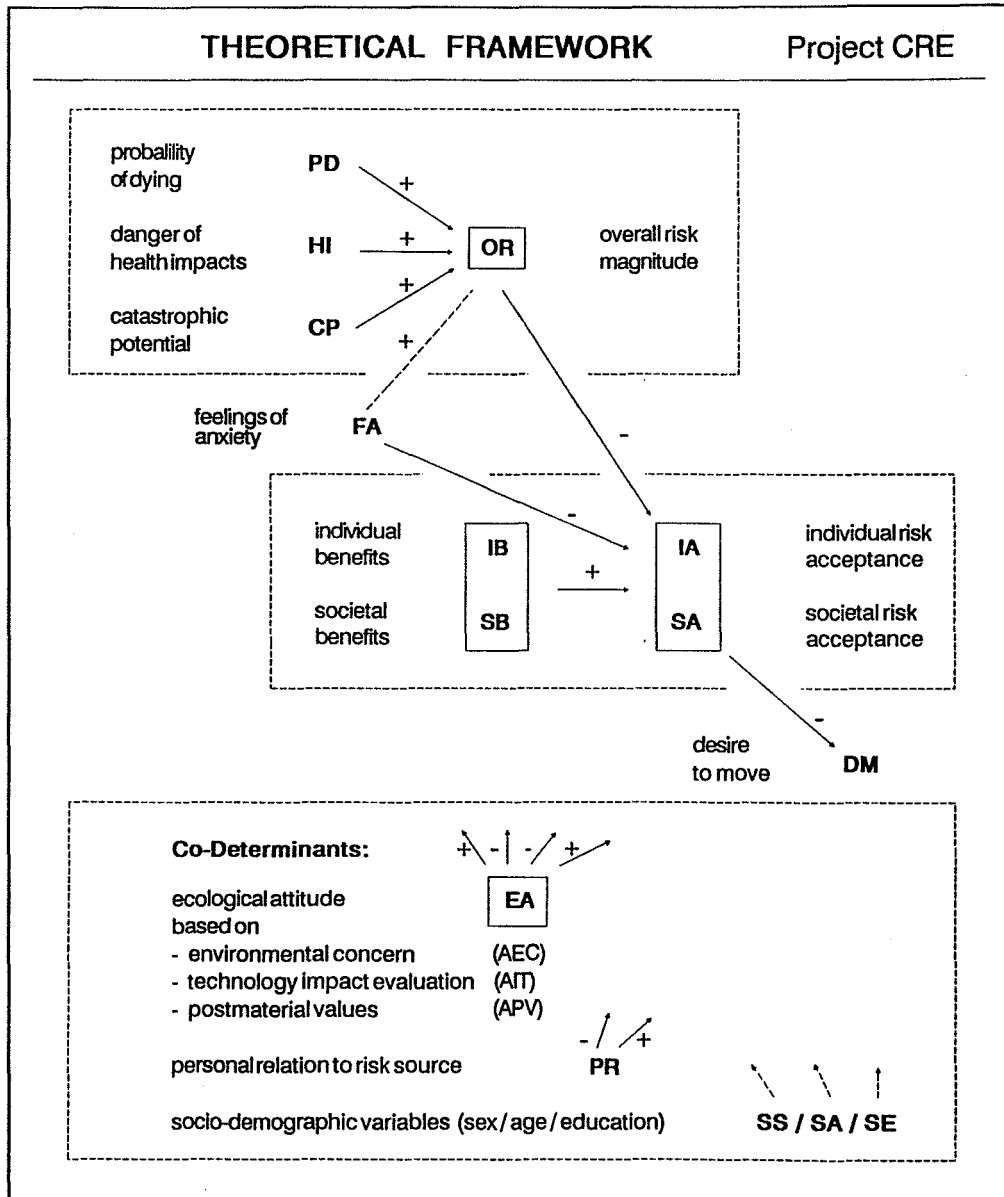 THEORETICAL FRAMEWORK Project CRE
probalility
of dying
PD
+
danger of
health impacts
HI
+
OR
overall risk
magnitude
+
catastrophic
potential
CP
+
feelings of
anxiety
FA
-
-
individual
benefits
IB
IA
individual risk
acceptance
+
societal
benefits
SB
SA
societal risk
acceptance
-
desire
to move
DM
Co-Determinants:
+ - - +
ecological attitude
based on
EA
- environmental concern (AEC)
- technology impact evaluation (AIT)
- postmaterial values (APV)
- +
personal relation to risk source PR
socio-demographic variables (sex / age / education) SS / SA / SE